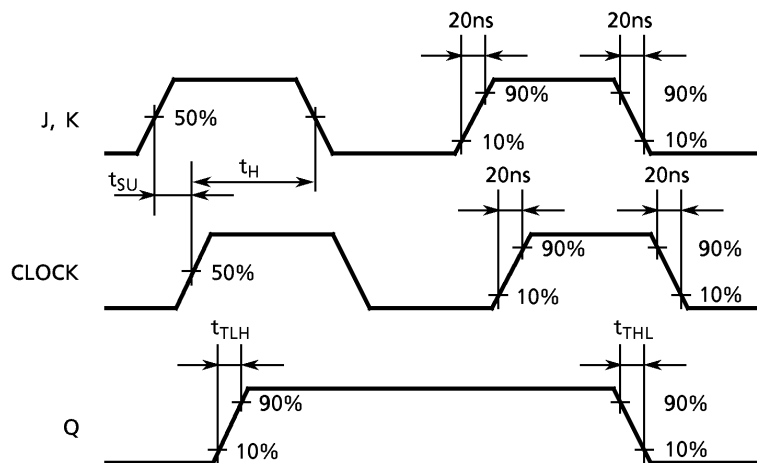 20ns 20ns
J, K 50% 90% 90%
10% 10%
tSU tH 20ns 20ns
CLOCK 50% 90% 90%
10% 10%
tTLH tTHL
Q 90% 90%
10% 10%